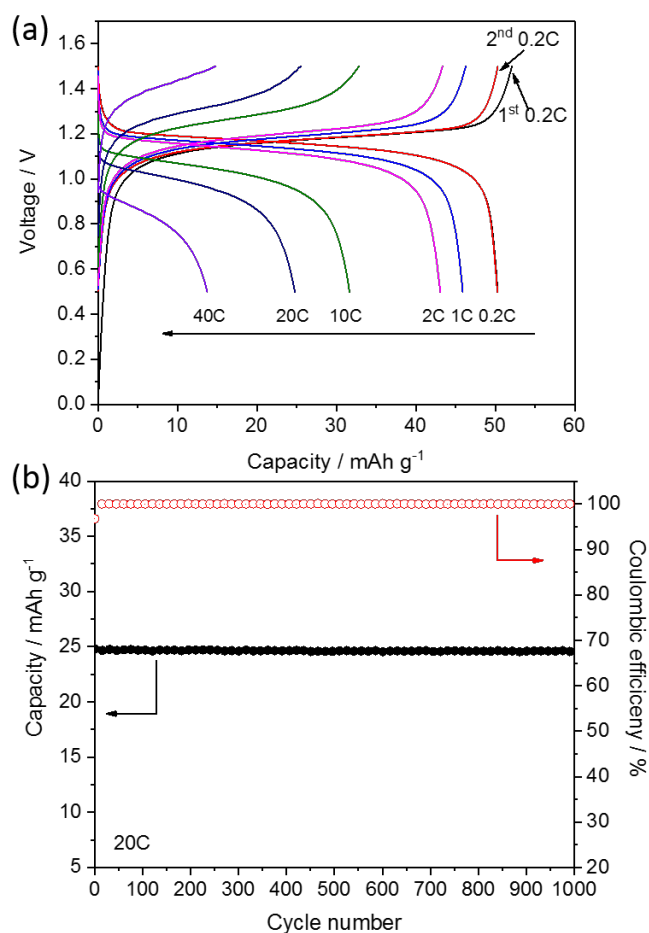 (a)
1.6
1.4
1.2
1.0
0.8
0.6
0.4
0.2
0.0
Voltage / V
2nd 0.2C
1st 0.2C
40C 20C 10C 2C 1C 0.2C
0 10 20 30 40 50 60
Capacity / mAh g-1
(b)
40
35
30
25
20
15
10
5
Capacity / mAh g-1
100
90
80
70
60
50
40
30
20
Coulombic efficiceny / %
20C
0 100 200 300 400 500 600 700 800 900 1000
Cycle number